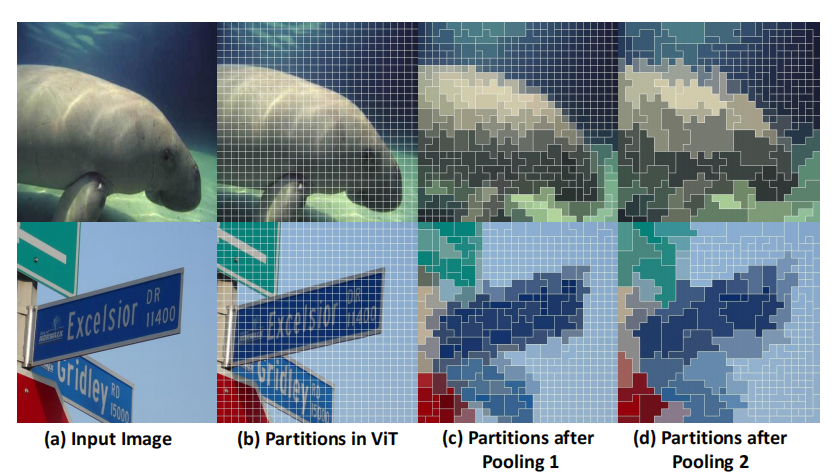 Excelsior DR
11400
Gridley RD
15000
Excelsior DR
11400
Gridley RD
15000
(a) Input Image
(b) Partitions in ViT
(c) Partitions after
Pooling 1
(d) Partitions after
Pooling 2